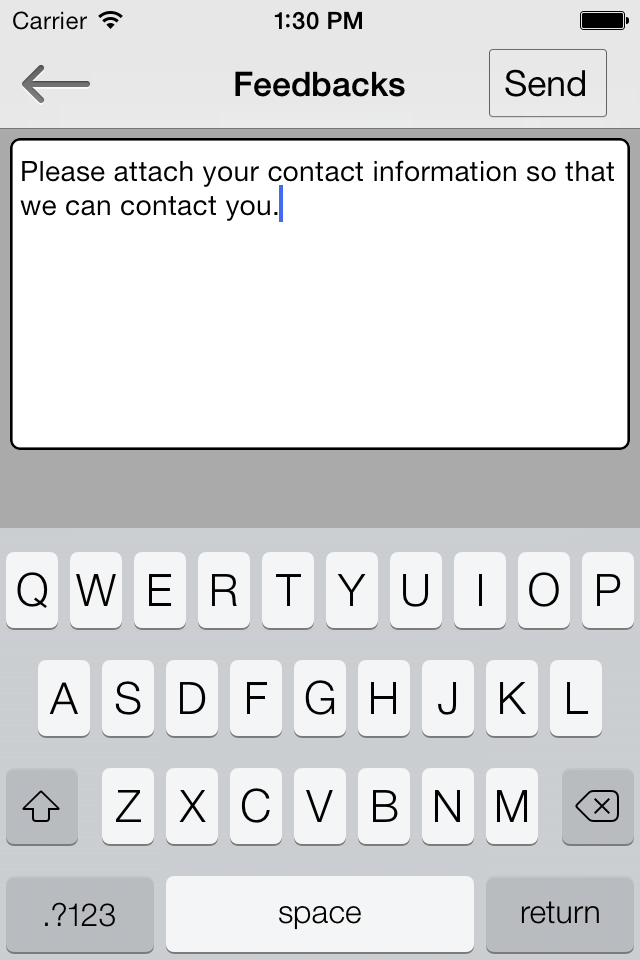 Carrier 1:30 PM
Feedbacks Send
Please attach your contact information so that
we can contact you.
Q W E R T Y U I O P
A S D F G H J K L
Z X C V B N M
.?123 space return